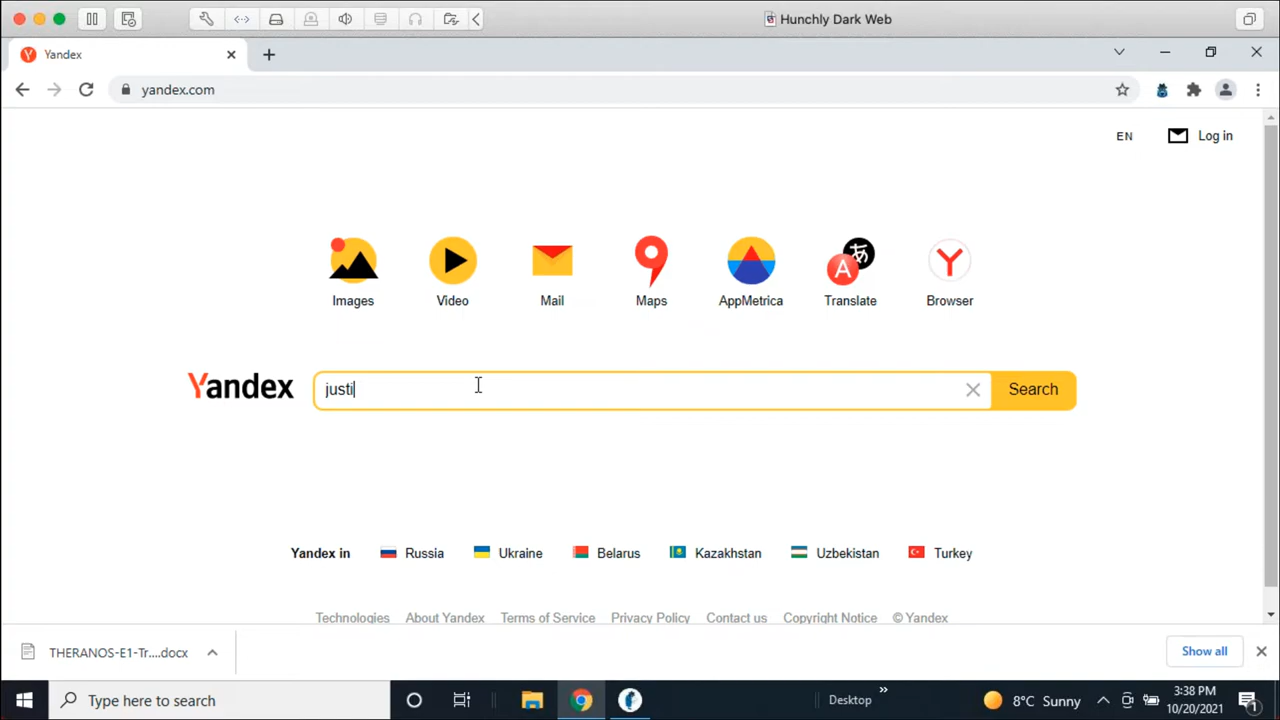 Hunchly Dark Web
Yandex
yandex.com
EN
Log in
Images
Video
Mail
Maps
AppMetrica
Translate
Browser
Yandex
justi
Search
Yandex in
Russia
Ukraine
Belarus
Kazakhstan
Uzbekistan
Turkey
Technologies
About Yandex
Terms of Service
Privacy Policy
Contact us
Copyright Notice
© Yandex
THERANOS-E1-Tr....docx
Show all
Type here to search
Desktop
8°C Sunny
3:38 PM
10/20/2021
1